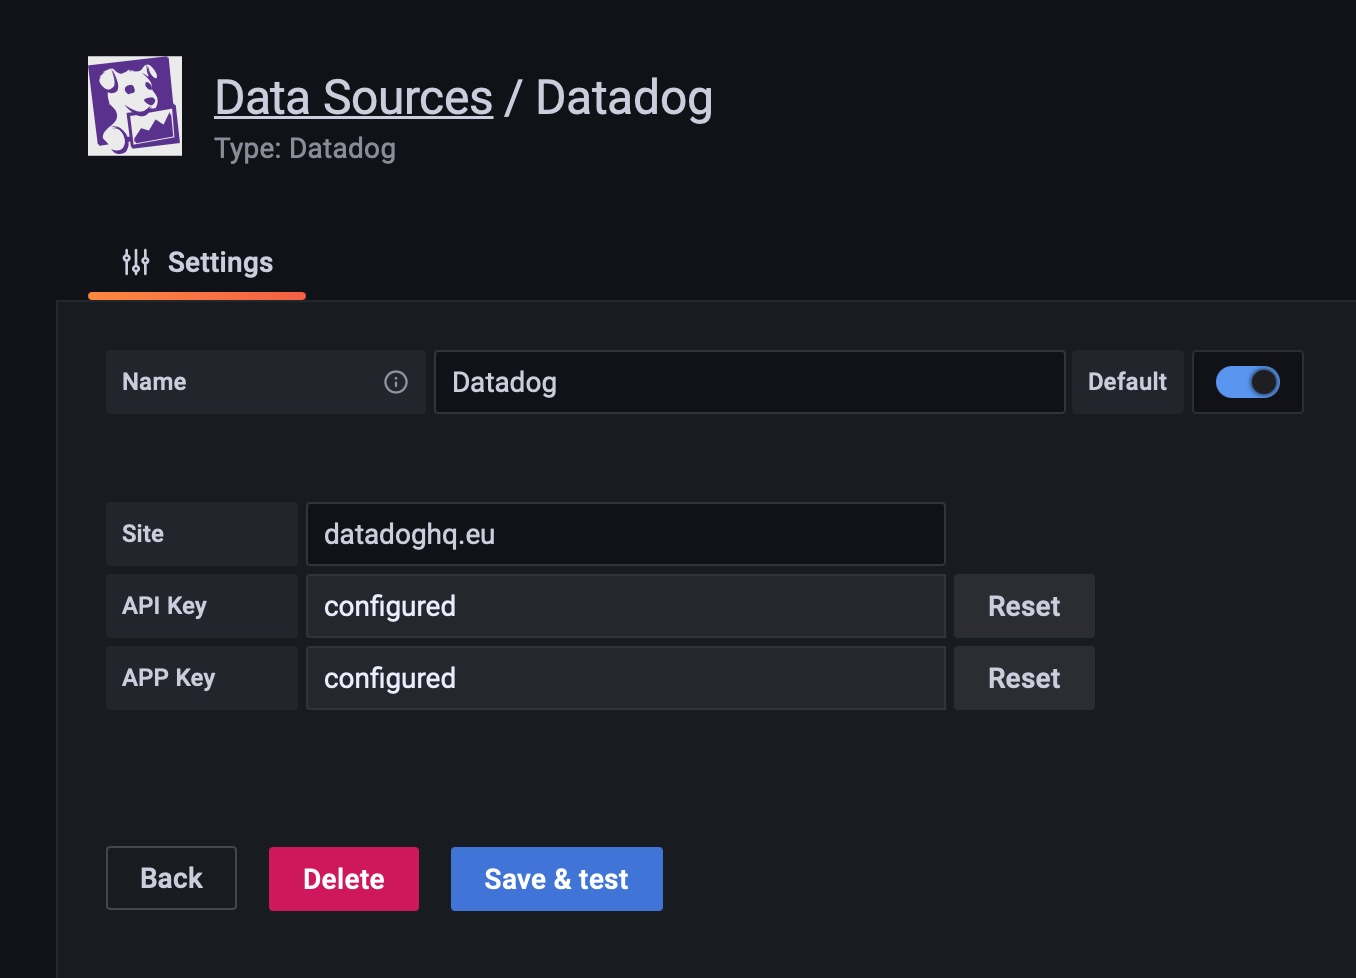 Data Sources / Datadog
Type: Datadog
Settings
Name Datadog Default
Site datadoghq.eu
API Key configured Reset
APP Key configured Reset
Back Delete Save & test